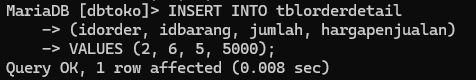 MariaDB [dbtoko]> INSERT INTO tblorderdetail
    -> (idorder, idbarang, jumlah, hargapenjualan)
    -> VALUES (2, 6, 5, 5000);
Query OK, 1 row affected (0.008 sec)